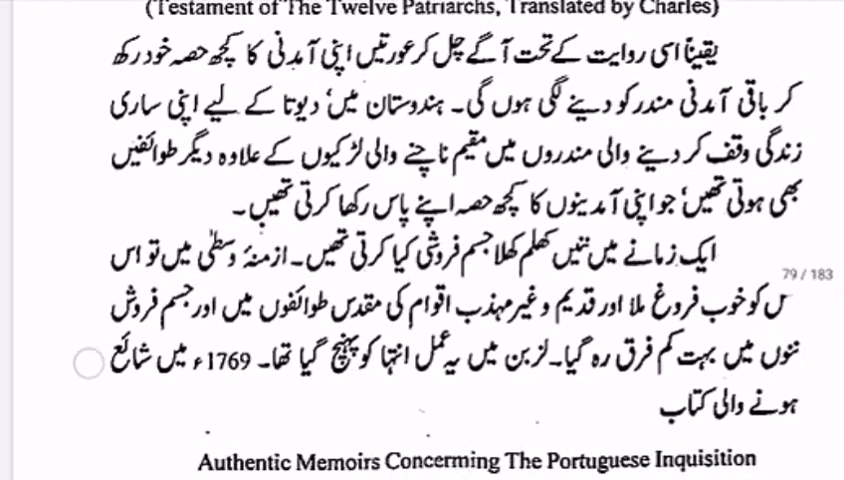 (Testament of The Twelve Patriarchs, Translated by Charles)
یقیناً اسی روایت کے تحت آگے چل کر عورتیں اپنی آمدنی کا کچھ حصہ خود رکھ
کر باقی آمدنی مندر کو دینے لگی ہوں گی۔ ہندوستان میں، دیوتا کے لیے اپنی ساری
زندگی وقف کر دینے والی مندروں میں مقیم ناچنے والی لڑکیوں کے علاوہ دیگر طوائفیں
بھی ہوتی تھیں، جو اپنی آمدنیوں کا کچھ حصہ اپنے پاس رکھا کرتی تھیں۔
ایک زمانے میں ننیں کھلم کھلا جسم فروشی کیا کرتی تھیں۔ ازمنۂ وسطیٰ میں تو اس
79 / 183
س کو خوب فروغ ملا اور قدیم و غیر مہذب اقوام کی مقدس طوائفوں میں اور جسم فروش
ننوں میں بہت کم فرق رہ گیا۔ لزبن میں یہ عمل انتہا کو پہنچ گیا تھا۔ 1769ء میں شائع
ہونے والی کتاب
Authentic Memoirs Concerming The Portuguese Inquisition